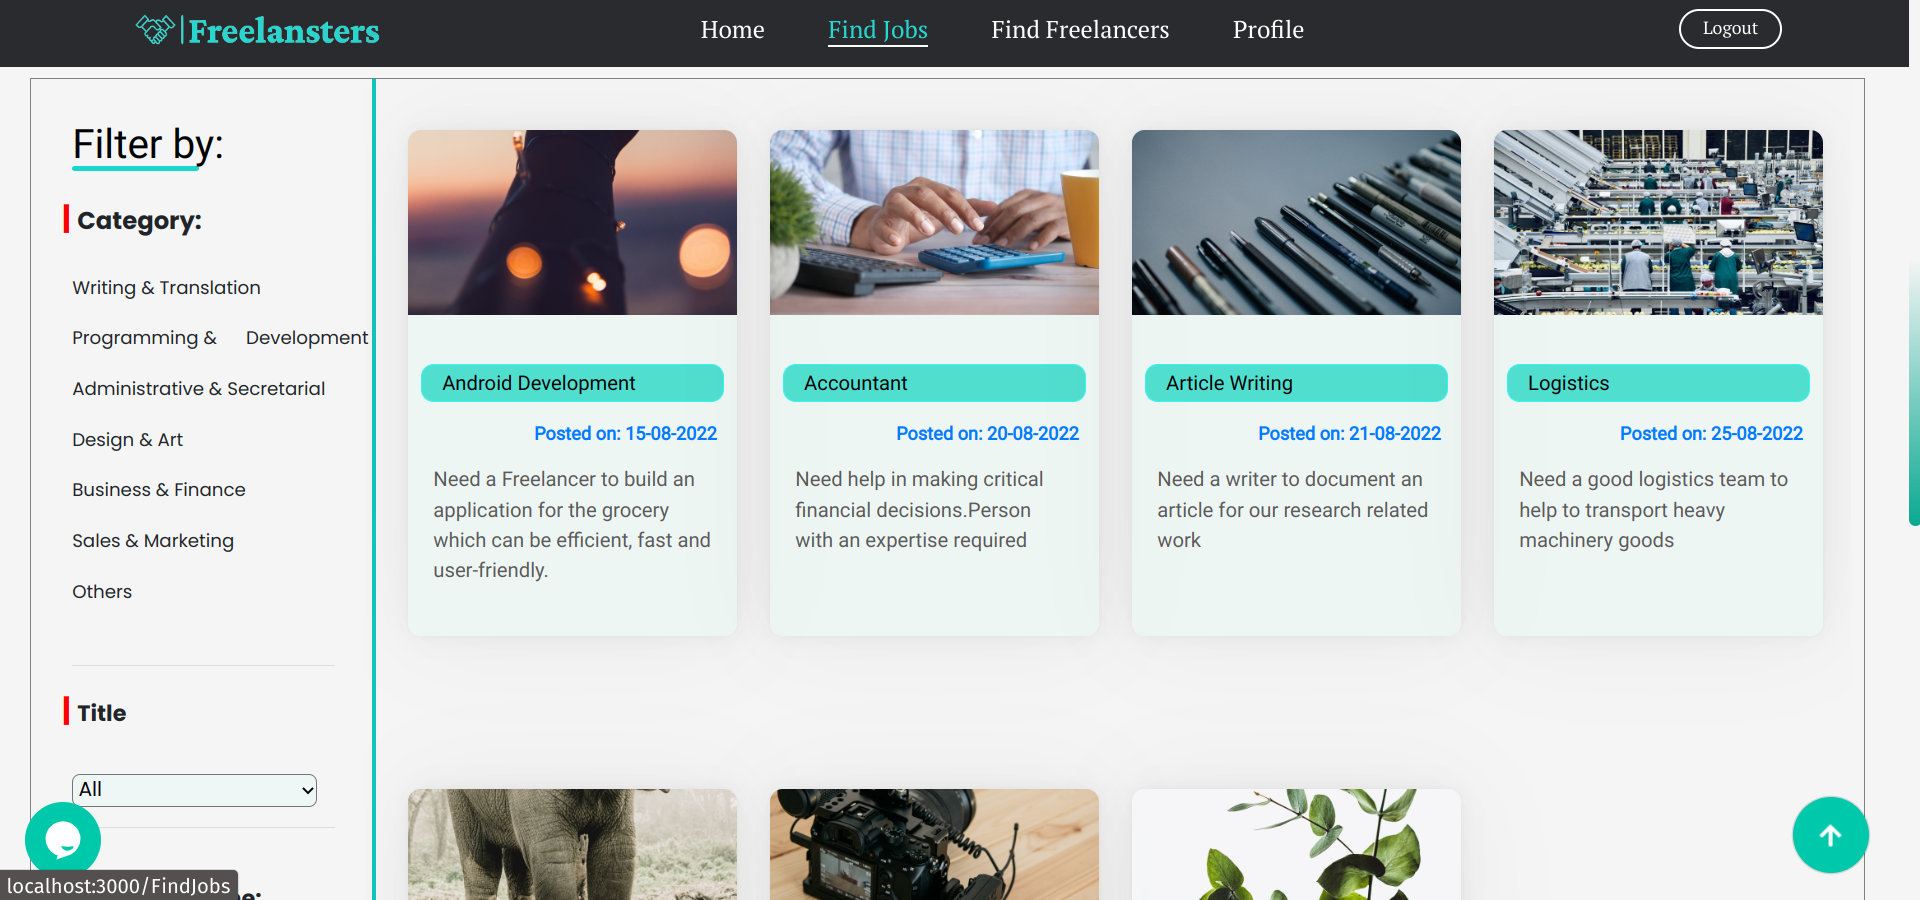 Freelansters
Home
Find Jobs
Find Freelancers
Profile
Logout
Filter by:
Category:
Writing & Translation
Programming & Development
Administrative & Secretarial
Design & Art
Business & Finance
Sales & Marketing
Others
Title
All
Android Development
Posted on: 15-08-2022
Need a Freelancer to build an
application for the grocery
which can be efficient, fast and
user-friendly.
Accountant
Posted on: 20-08-2022
Need help in making critical
financial decisions.Person
with an expertise required
Article Writing
Posted on: 21-08-2022
Need a writer to document an
article for our research related
work
Logistics
Posted on: 25-08-2022
Need a good logistics team to
help to transport heavy
machinery goods
localhost:3000/FindJobs